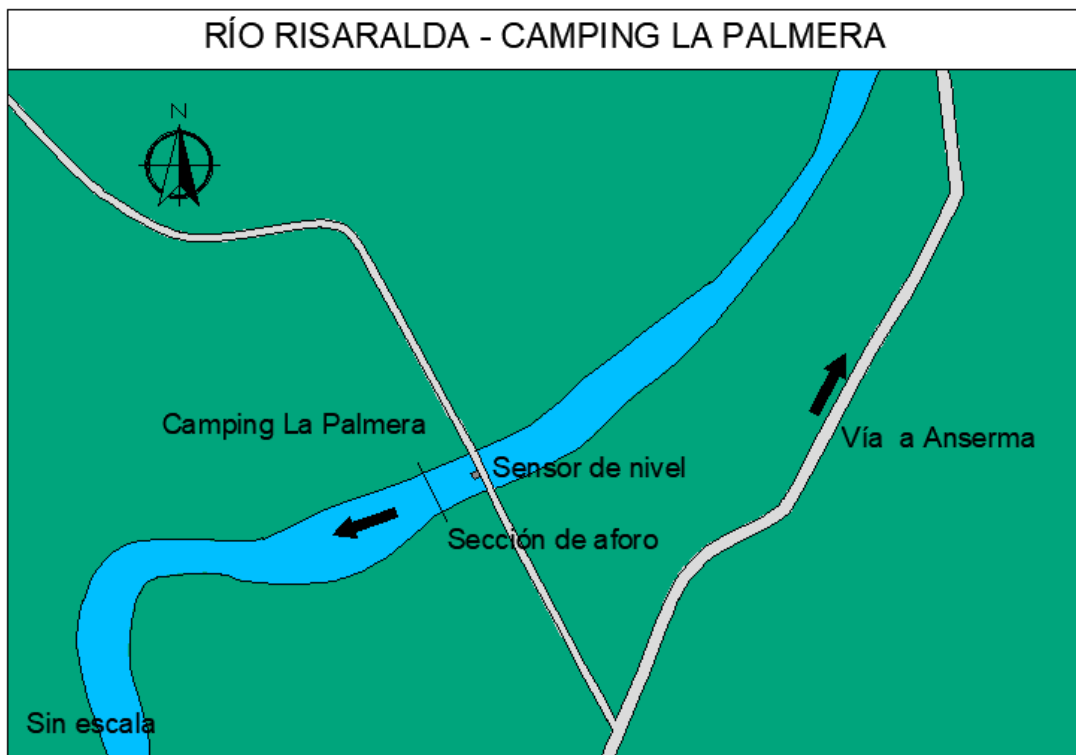 RÍO RISARALDA - CAMPING LA PALMERA
N
Camping La Palmera
Sensor de nivel
Vía a Anserma
Sección de aforo
Sin escala